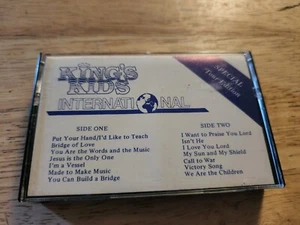 KING'S
KIDS
INTERNATIONAL
SPECIAL
Tour Edition
SIDE ONE
Put Your Hand/I'd Like to Teach
Bridge of Love
You Are the Words and the Music
Jesus is the Only One
I'm a Vessel
Made to Make Music
You Can Build a Bridge
SIDE TWO
I Want to Praise You Lord
Isn't He
I Love You Lord
My Sun and My Shield
Call to War
Victory Song
We Are the Children